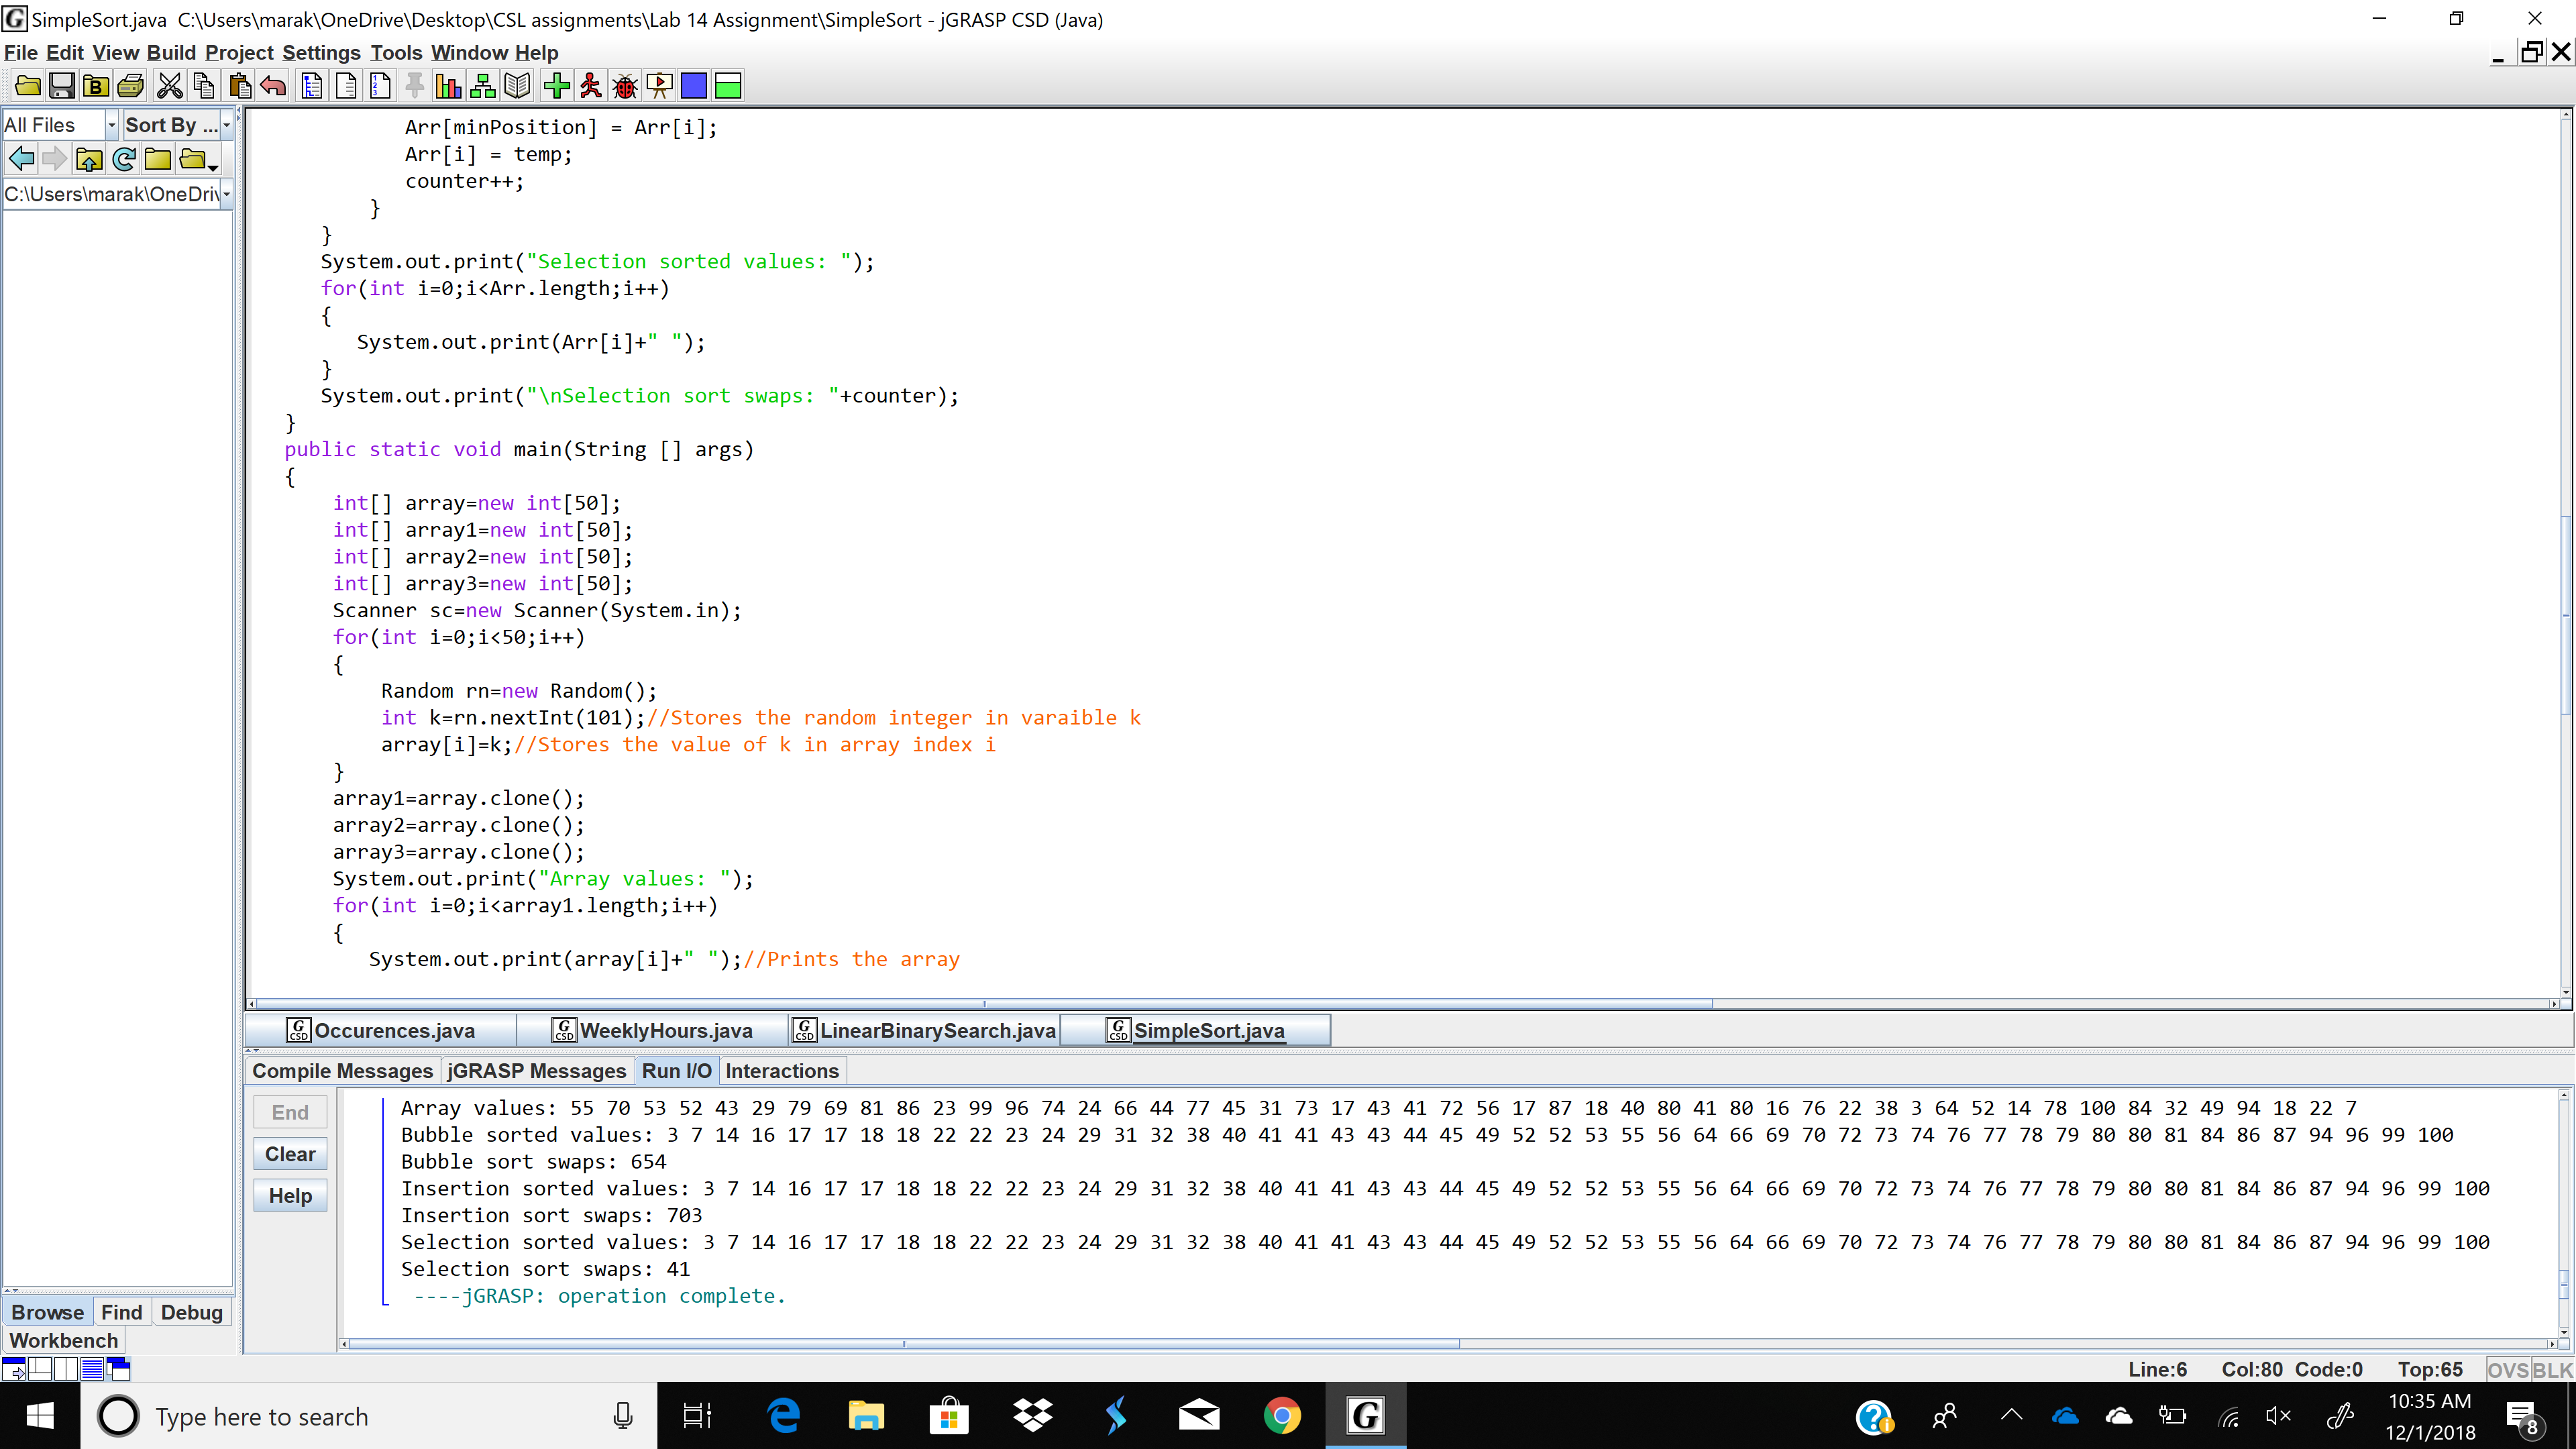 SimpleSort.java  C:\Users\marak\OneDrive\Desktop\CSL assignments\Lab 14 Assignment\SimpleSort - jGRASP CSD (Java)
File Edit View Build Project Settings Tools Window Help
All Files
Sort By ...
C:\Users\marak\OneDriv
Arr[minPosition] = Arr[i];
Arr[i] = temp;
counter++;
}
}
System.out.print("Selection sorted values: ");
for(int i=0;i<Arr.length;i++)
{
System.out.print(Arr[i]+" ");
}
System.out.print("\nSelection sort swaps: "+counter);
}
public static void main(String [] args)
{
int[] array=new int[50];
int[] array1=new int[50];
int[] array2=new int[50];
int[] array3=new int[50];
Scanner sc=new Scanner(System.in);
for(int i=0;i<50;i++)
{
Random rn=new Random();
int k=rn.nextInt(101);//Stores the random integer in varaible k
array[i]=k;//Stores the value of k in array index i
}
array1=array.clone();
array2=array.clone();
array3=array.clone();
System.out.print("Array values: ");
for(int i=0;i<array1.length;i++)
{
System.out.print(array[i]+" ");//Prints the array
Occurences.java
WeeklyHours.java
LinearBinarySearch.java
SimpleSort.java
Compile Messages
jGRASP Messages
Run I/O
Interactions
End
Clear
Help
Array values: 55 70 53 52 43 29 79 69 81 86 23 99 96 74 24 66 44 77 45 31 73 17 43 41 72 56 17 87 18 40 80 41 80 16 76 22 38 3 64 52 14 78 100 84 32 49 94 18 22 7
Bubble sorted values: 3 7 14 16 17 17 18 18 22 22 23 24 29 31 32 38 40 41 41 43 43 44 45 49 52 52 53 55 56 64 66 69 70 72 73 74 76 77 78 79 80 80 81 84 86 87 94 96 99 100
Bubble sort swaps: 654
Insertion sorted values: 3 7 14 16 17 17 18 18 22 22 23 24 29 31 32 38 40 41 41 43 43 44 45 49 52 52 53 55 56 64 66 69 70 72 73 74 76 77 78 79 80 80 81 84 86 87 94 96 99 100
Insertion sort swaps: 703
Selection sorted values: 3 7 14 16 17 17 18 18 22 22 23 24 29 31 32 38 40 41 41 43 43 44 45 49 52 52 53 55 56 64 66 69 70 72 73 74 76 77 78 79 80 80 81 84 86 87 94 96 99 100
Selection sort swaps: 41
----jGRASP: operation complete.
Browse
Find
Debug
Workbench
Line:6
Col:80
Code:0
Top:65
OVS
BLK
Type here to search
10:35 AM
12/1/2018
8